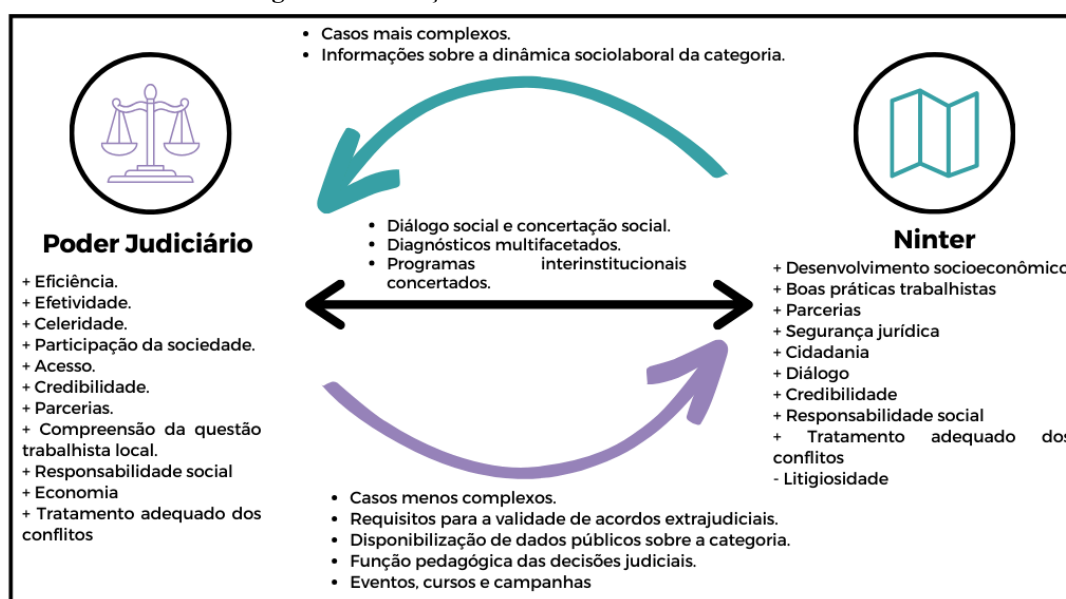 • Casos mais complexos.
• Informações sobre a dinâmica sociolaboral da categoria.
Poder Judiciário
+ Eficiência.
+ Efetividade.
+ Celeridade.
+ Participação da sociedade.
+ Acesso.
+ Credibilidade.
+ Parcerias.
+ Compreensão da questão
trabalhista local.
+ Responsabilidade social
+ Economia
+ Tratamento adequado dos
conflitos
• Diálogo social e concertação social.
• Diagnósticos multifacetados.
• Programas interinstitucionais
concertados.
Ninter
+ Desenvolvimento socioeconômico
+ Boas práticas trabalhistas
+ Parcerias
+ Segurança jurídica
+ Cidadania
+ Diálogo
+ Credibilidade
+ Responsabilidade social
+ Tratamento adequado dos
conflitos
- Litigiosidade
• Casos menos complexos.
• Requisitos para a validade de acordos extrajudiciais.
• Disponibilização de dados públicos sobre a categoria.
• Função pedagógica das decisões judiciais.
• Eventos, cursos e campanhas